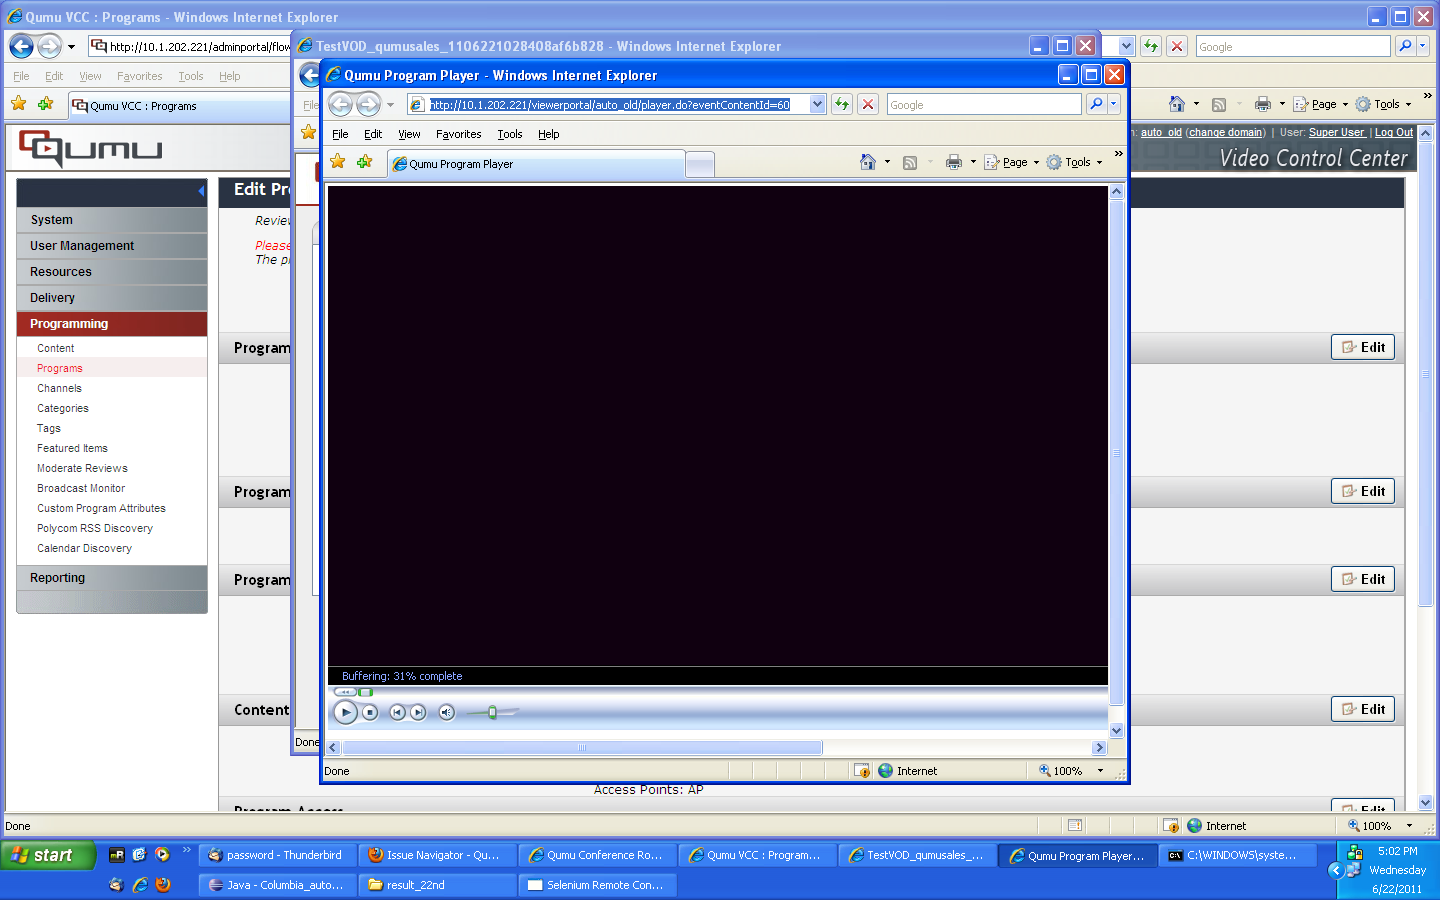 Qumu VCC : Programs - Windows Internet Explorer
http://10.1.202.221/adminportal/flow
Google
File Edit View Favorites Tools Help
Qumu VCC : Programs
Page Tools
TestVOD_qumusales_1106221028408af6b828 - Windows Internet Explorer
Qumu Program Player - Windows Internet Explorer
http://10.1.202.221/viewerportal/auto_old/player.do?eventContentId=60
Google
File Edit View Favorites Tools Help
Qumu Program Player
Page Tools
QUMU
auto_old (change domain) | User: Super User | Log Out
Video Control Center
System
User Management
Resources
Delivery
Programming
Content
Programs
Channels
Categories
Tags
Featured Items
Moderate Reviews
Broadcast Monitor
Custom Program Attributes
Polycom RSS Discovery
Calendar Discovery
Reporting
Edit Pr
Review
Please
The p
Program
Edit
Program
Edit
Program
Edit
Content
Edit
Access Points: AP
Program Access
Edit
Buffering: 31% complete
Done
Internet
100%
Done
Done
Internet
100%
start
password - Thunderbird
Issue Navigator - Qu...
Qumu Conference Ro...
Qumu VCC : Program...
TestVOD_qumusales_...
Qumu Program Player...
C:\WINDOWS\syste...
Java - Columbia_auto...
result_22nd
Selenium Remote Con...
5:02 PM
Wednesday
6/22/2011